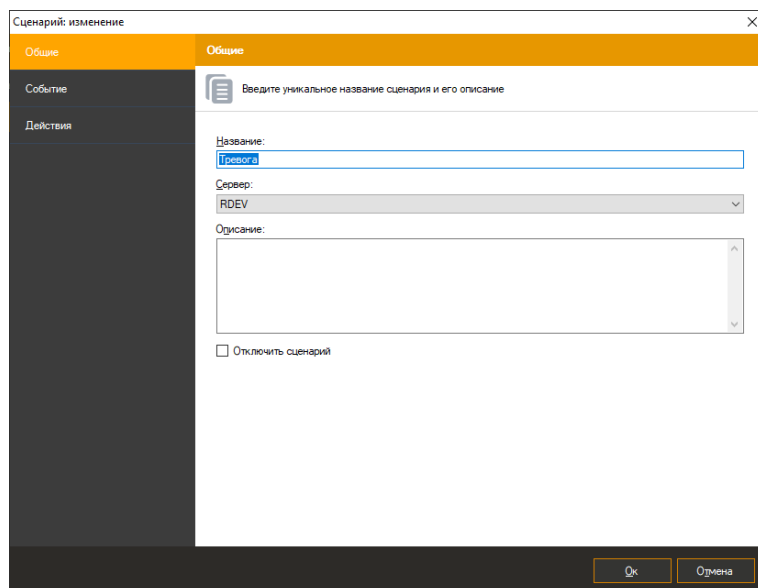 Сценарий: изменение
Общие
Событие
Действия
Общие
Введите уникальное название сценария и его описание
Название:
Тревога
Сервер:
RDEV
Описание:
Отключить сценарий
Ок
Отмена